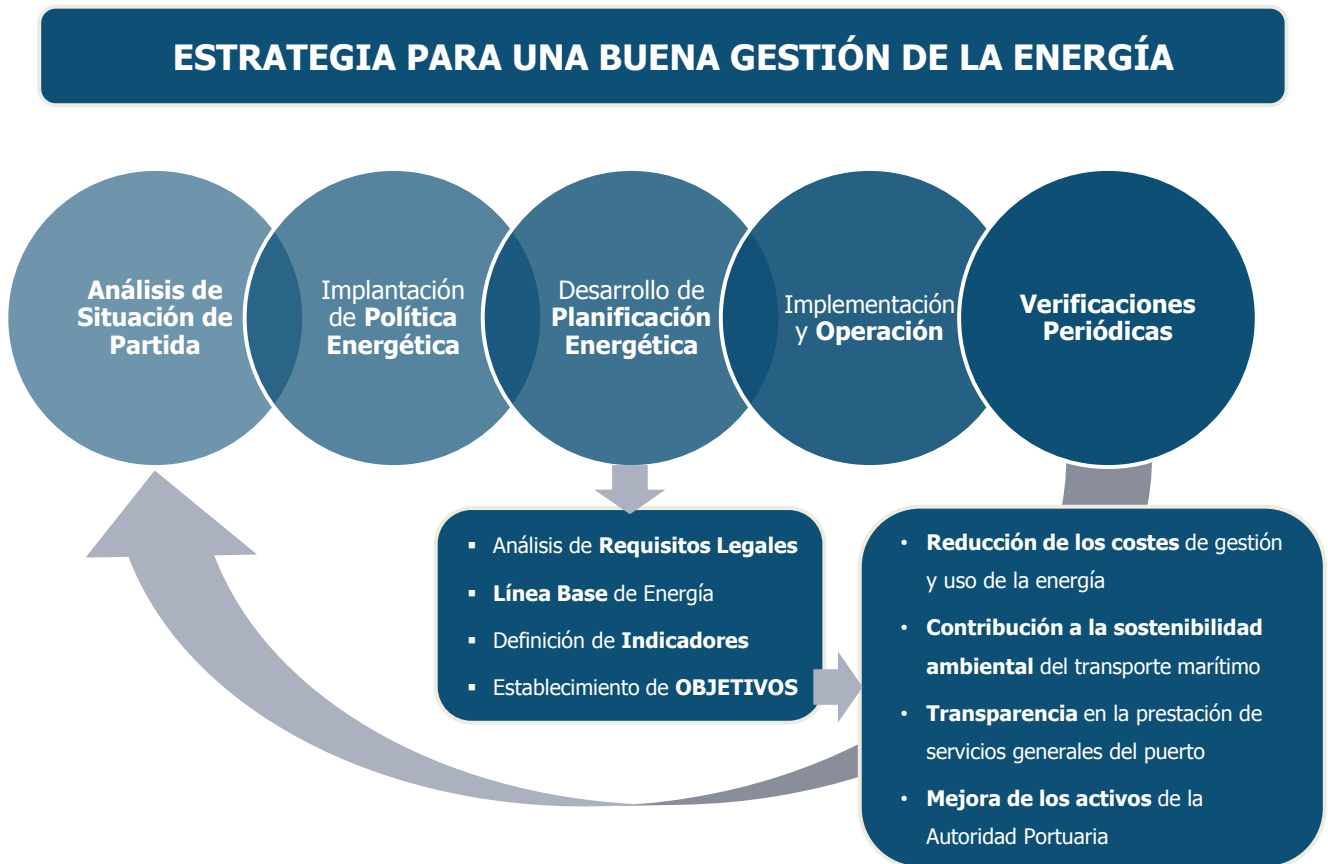 ESTRATEGIA PARA UNA BUENA GESTIÓN DE LA ENERGÍA
Análisis de
Situación de
Partida
Implantación
de Política
Energética
Desarrollo de
Planificación
Energética
Implementación
y Operación
Verificaciones
Periódicas
▪ Análisis de Requisitos Legales
▪ Línea Base de Energía
▪ Definición de Indicadores
▪ Establecimiento de OBJETIVOS
• Reducción de los costes de gestión
y uso de la energía
• Contribución a la sostenibilidad
ambiental del transporte marítimo
• Transparencia en la prestación de
servicios generales del puerto
• Mejora de los activos de la
Autoridad Portuaria